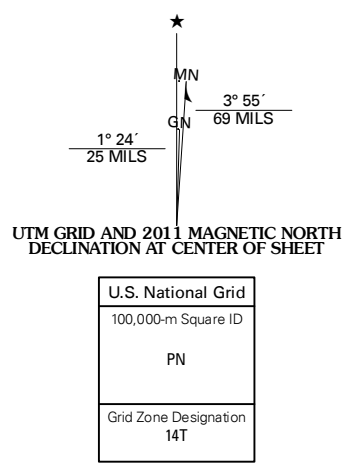 ★
MN
3° 55´
69 MILS
GN
1° 24´
25 MILS
UTM GRID AND 2011 MAGNETIC NORTH
DECLINATION AT CENTER OF SHEET
U.S. National Grid
100,000-m Square ID
PN
Grid Zone Designation
14T